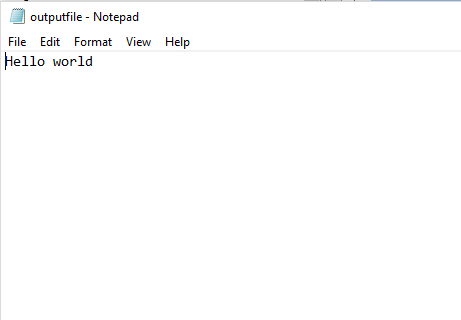 outputfile - Notepad
File Edit Format View Help
Hello world